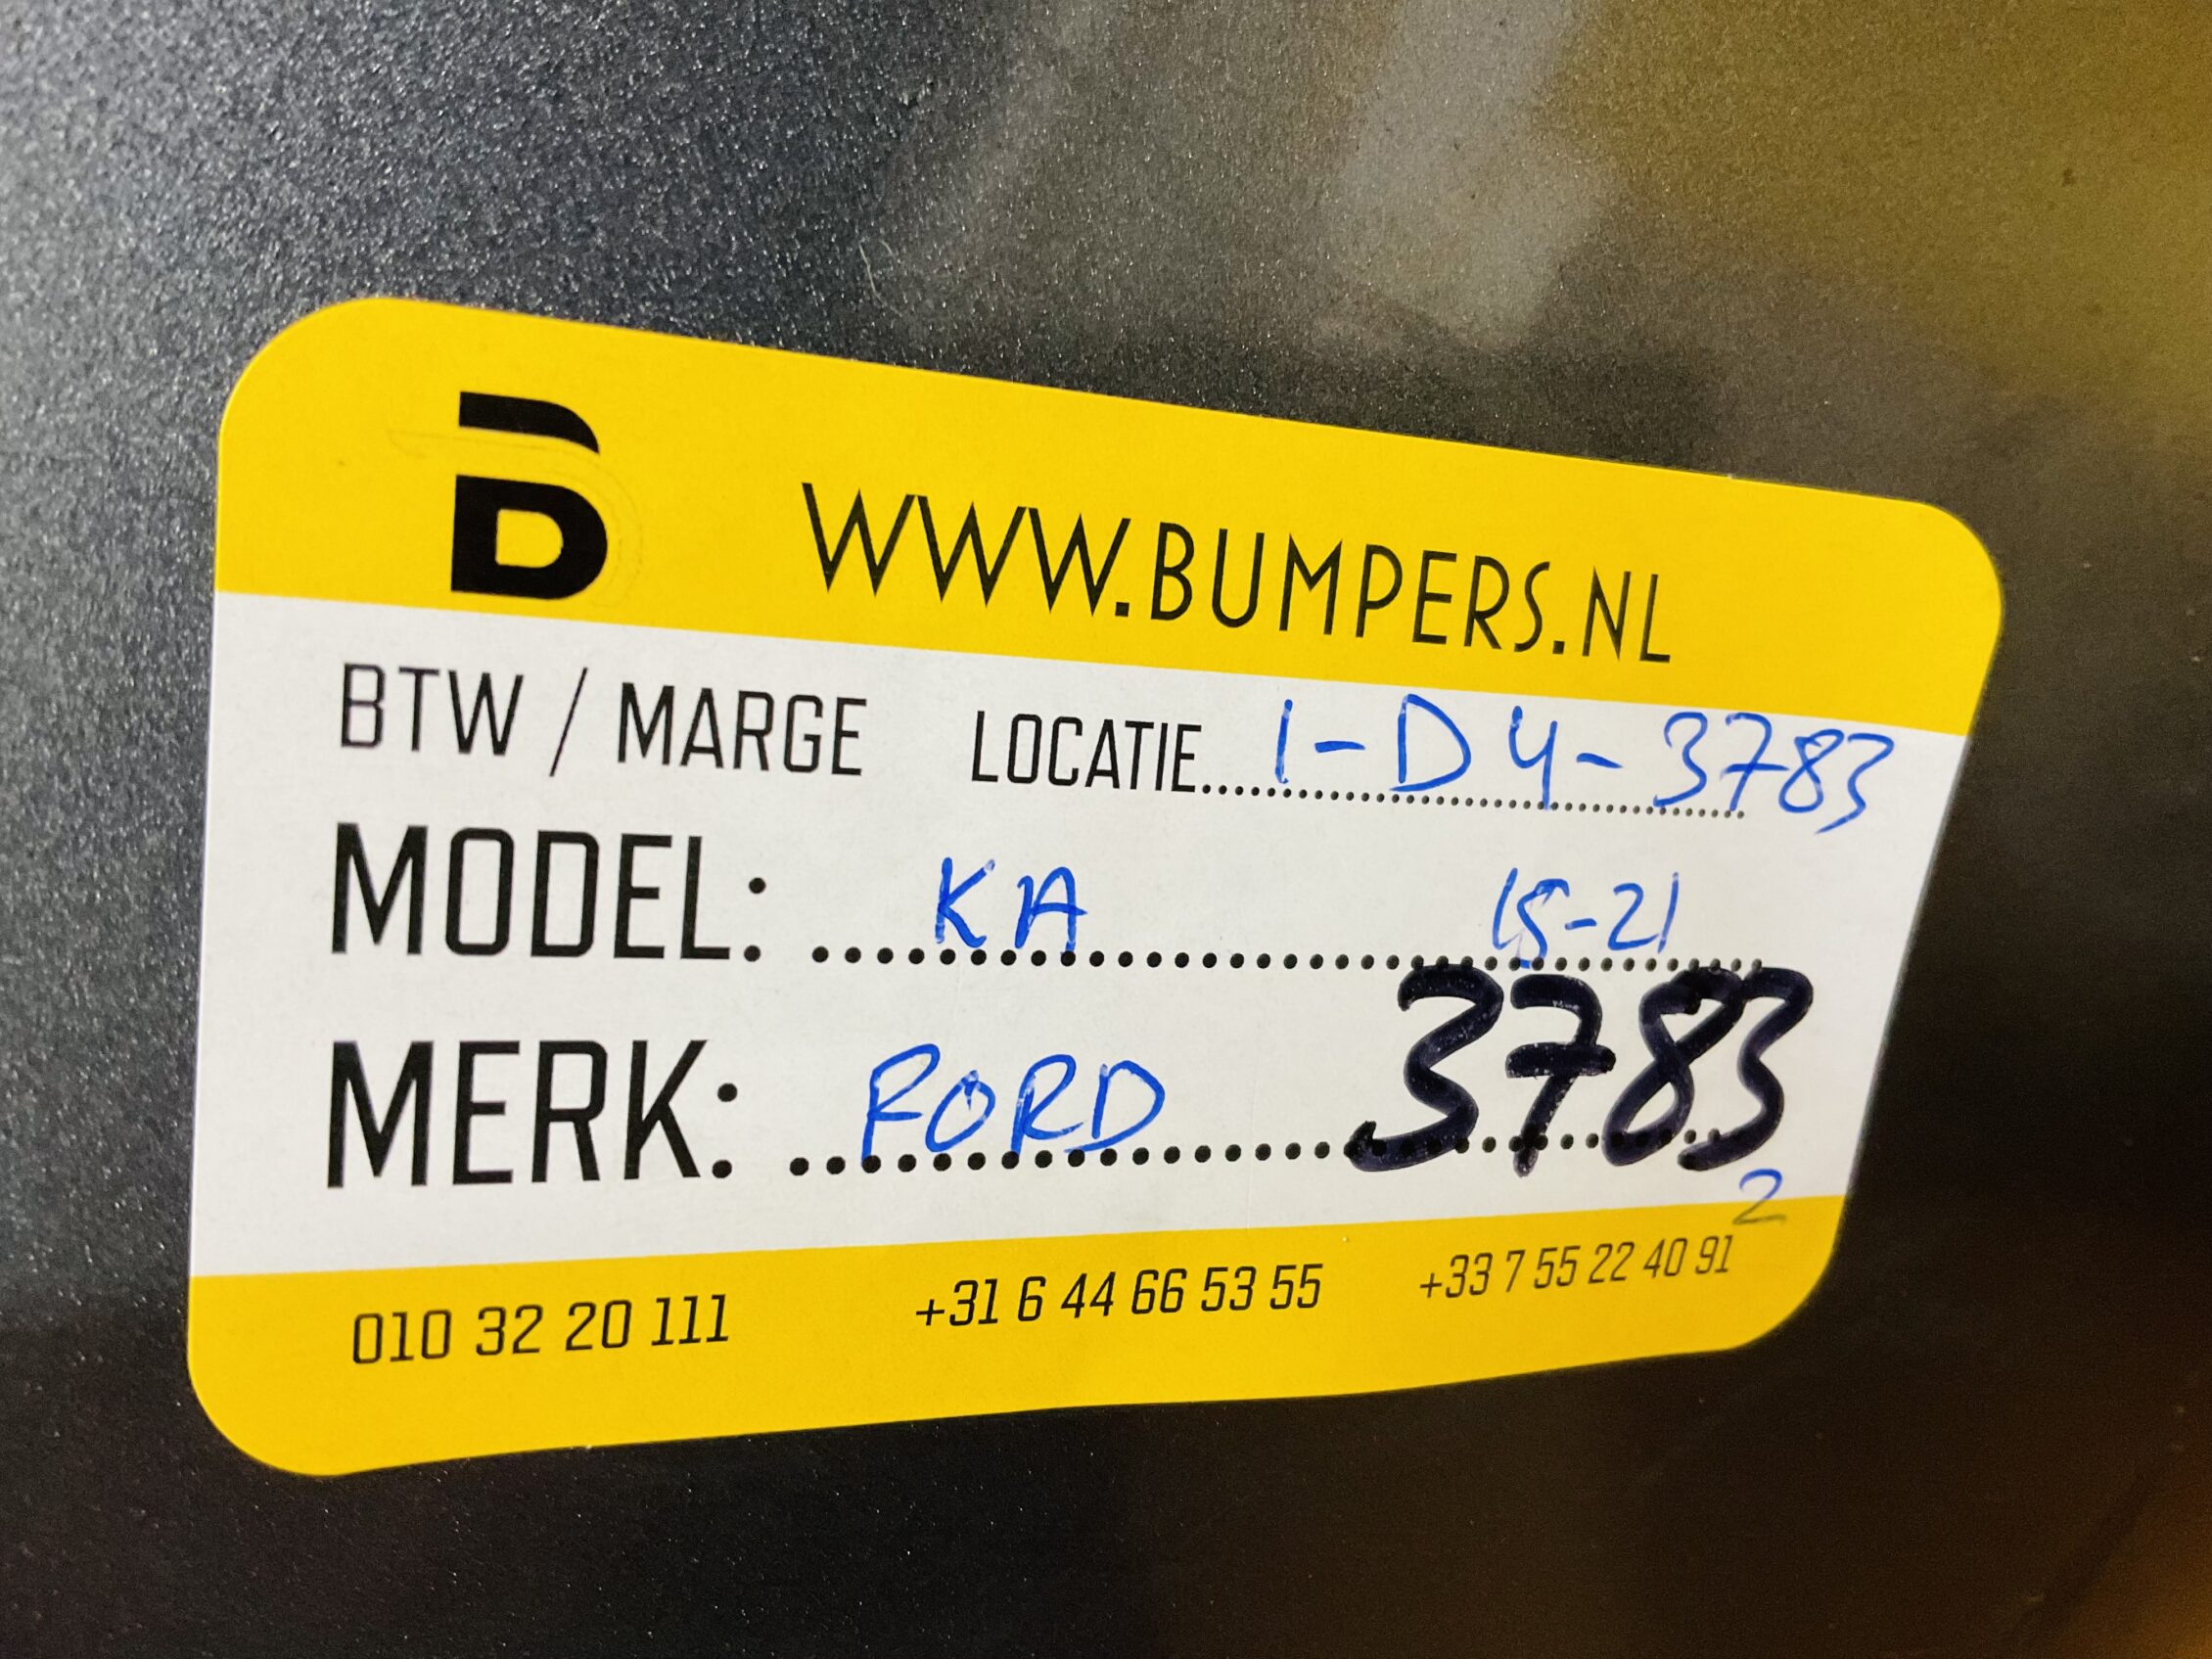 B WWW.BUMPERS.NL
BTW / MARGE LOCATIE 1-D4-3783
MODEL: KA 15-21
MERK: FORD 3783
2
010 32 20 111 +31 6 44 66 53 55 +33 7 55 22 40 91